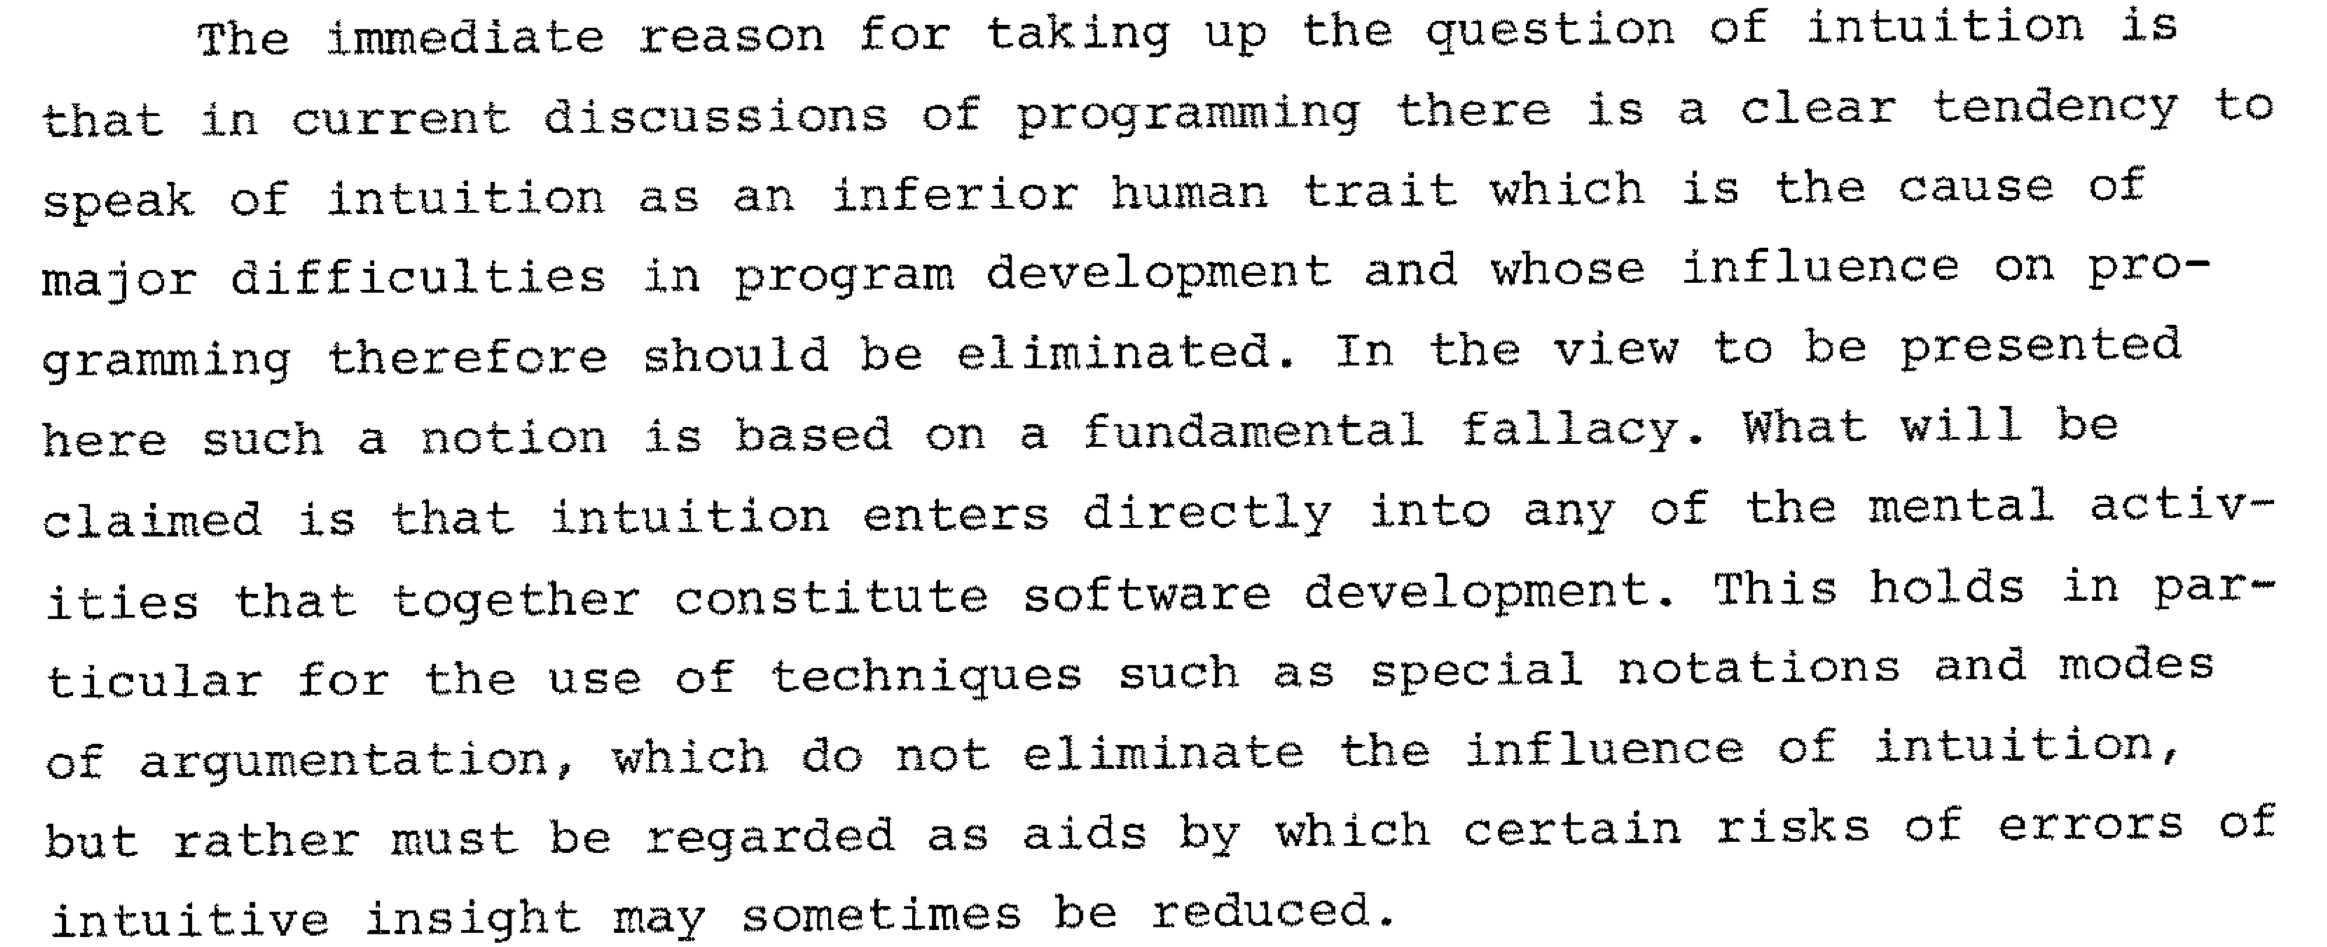 The immediate reason for taking up the question of intuition is
that in current discussions of programming there is a clear tendency to
speak of intuition as an inferior human trait which is the cause of
major difficulties in program development and whose influence on pro-
gramming therefore should be eliminated. In the view to be presented
here such a notion is based on a fundamental fallacy. What will be
claimed is that intuition enters directly into any of the mental activ-
ities that together constitute software development. This holds in par-
ticular for the use of techniques such as special notations and modes
of argumentation, which do not eliminate the influence of intuition,
but rather must be regarded as aids by which certain risks of errors of
intuitive insight may sometimes be reduced.